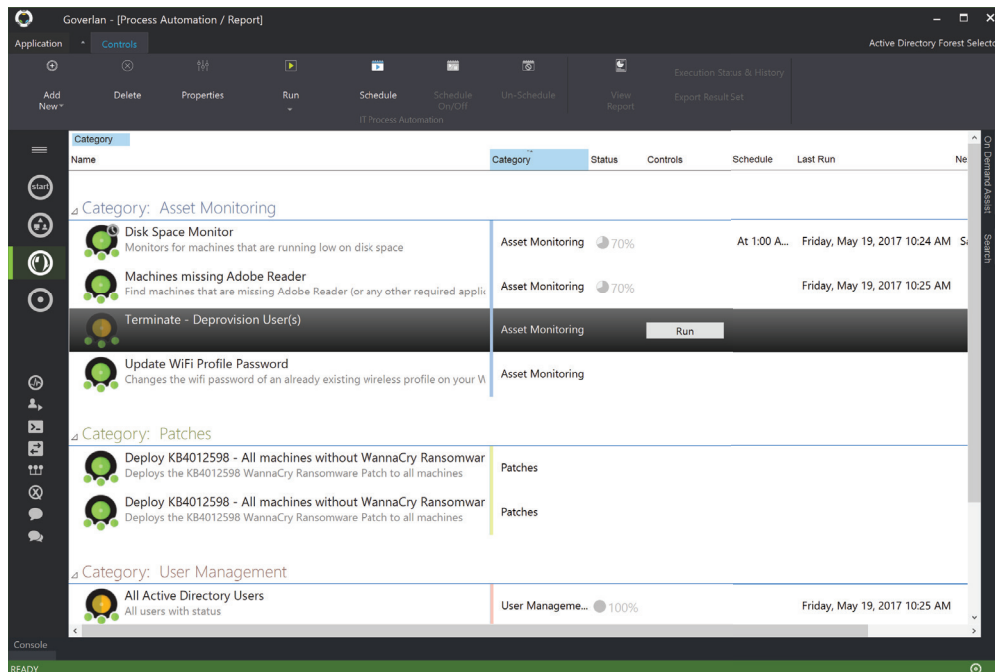 Goverlan - [Process Automation / Report]
Application
Controls
Active Directory Forest Selecto
Add New
Delete
Properties
Run
Schedule
Schedule On/Off
Un-Schedule
View Report
Execution Status & History
Export Result Set
IT Process Automation
Category
Name Category Status Controls Schedule Last Run Ne
On Demand Assist
Search
start
Category: Asset Monitoring
Disk Space Monitor
Monitors for machines that are running low on disk space
Asset Monitoring 70% At 1:00 A... Friday, May 19, 2017 10:24 AM Sa
Machines missing Adobe Reader
Find machines that are missing Adobe Reader (or any other required applic
Asset Monitoring 70% Friday, May 19, 2017 10:25 AM
Terminate - Deprovision User(s)
Asset Monitoring Run
Update WiFi Profile Password
Changes the wifi password of an already existing wireless profile on your W
Asset Monitoring
Category: Patches
Deploy KB4012598 - All machines without WannaCry Ransomwar
Deploys the KB4012598 WannaCry Ransomware Patch to all machines
Patches
Deploy KB4012598 - All machines without WannaCry Ransomwar
Deploys the KB4012598 WannaCry Ransomware Patch to all machines
Patches
Category: User Management
All Active Directory Users
All users with status
User Manageme... 100% Friday, May 19, 2017 10:25 AM
Console
READY